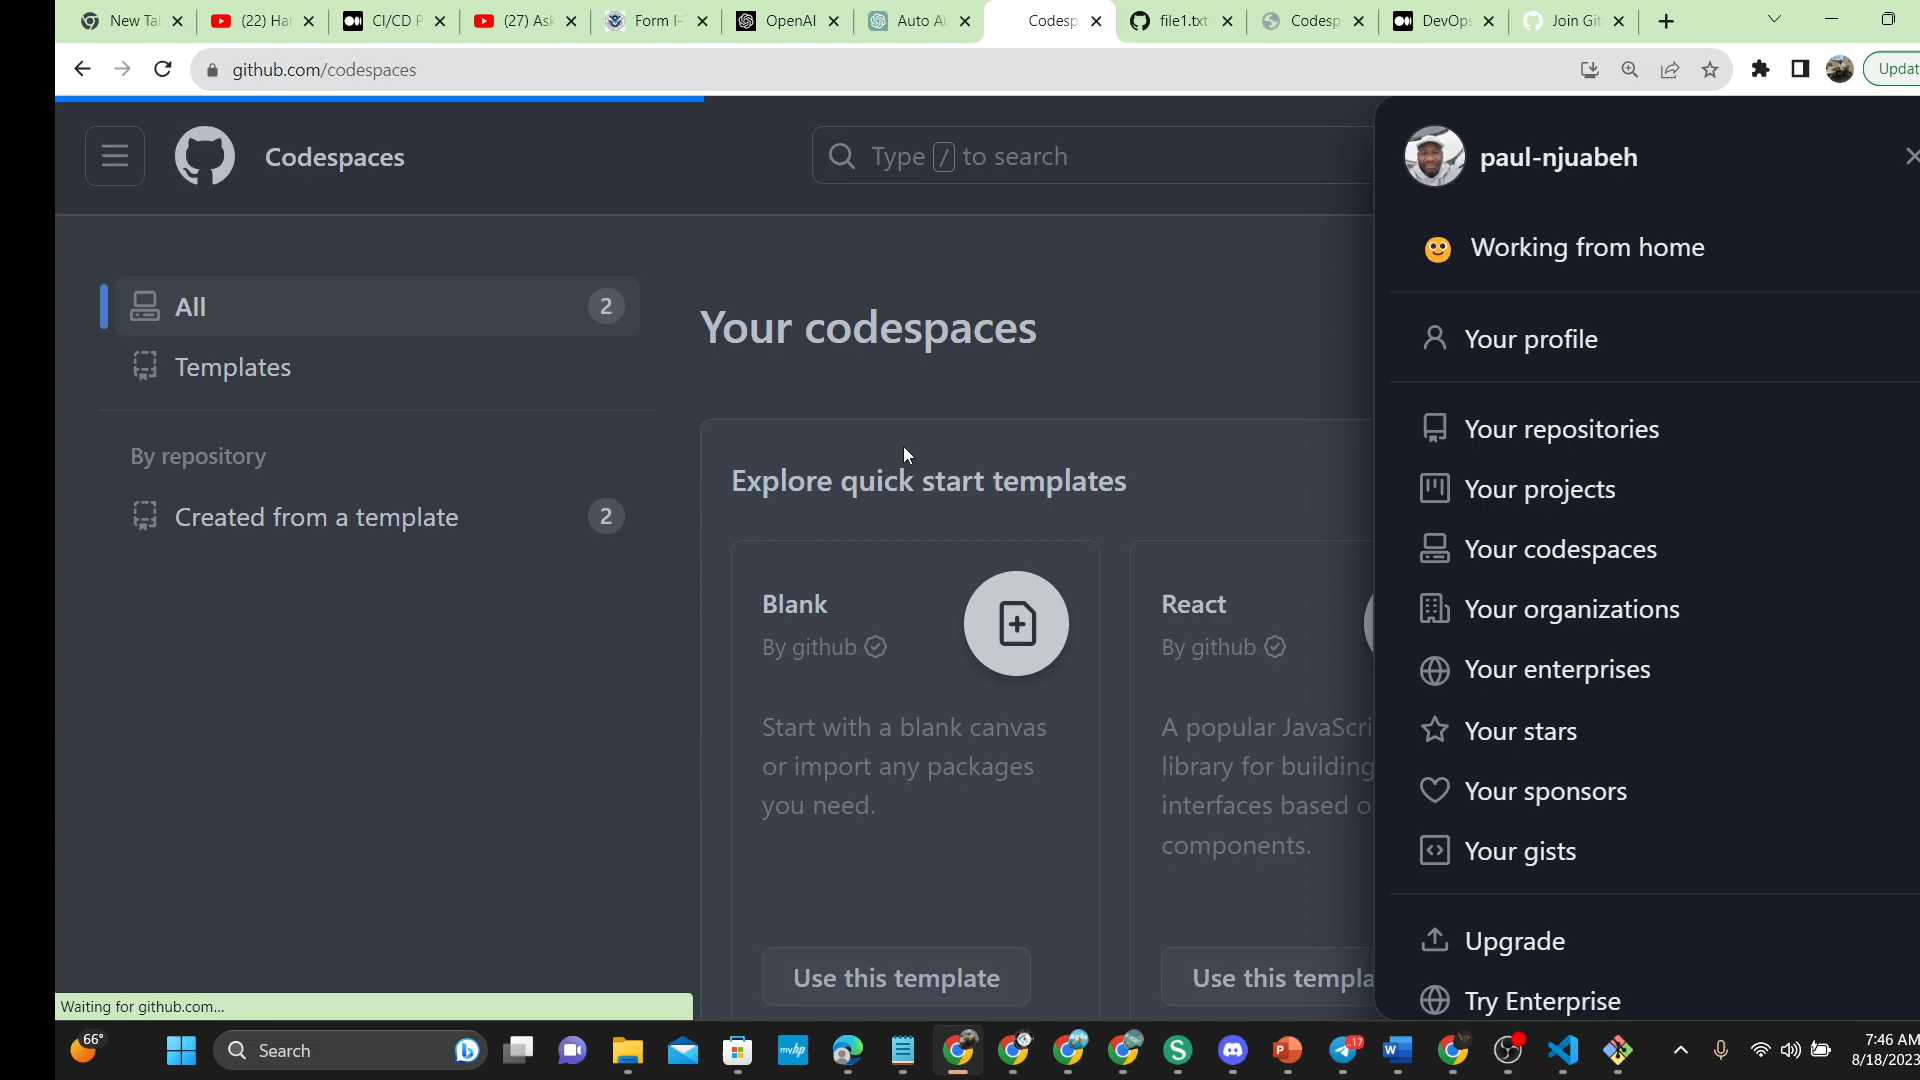 New Ta
(22) Ha
CI/CD P
(27) Ask
Form I-
OpenAI
Auto Au
Codesp
file1.txt
Codesp
DevOps
Join Git
github.com/codespaces
Updat
Codespaces
Type / to search
paul-njuabeh
Working from home
All
2
Templates
By repository
Created from a template
2
Your codespaces
Explore quick start templates
Blank
By github
Start with a blank canvas
or import any packages
you need.
Use this template
React
By github
A popular JavaScri
library for building
interfaces based o
components.
Use this templa
Your profile
Your repositories
Your projects
Your codespaces
Your organizations
Your enterprises
Your stars
Your sponsors
Your gists
Upgrade
Try Enterprise
Waiting for github.com...
66°
Search
myhp
S
P
17
W
7:46 AM
8/18/2023